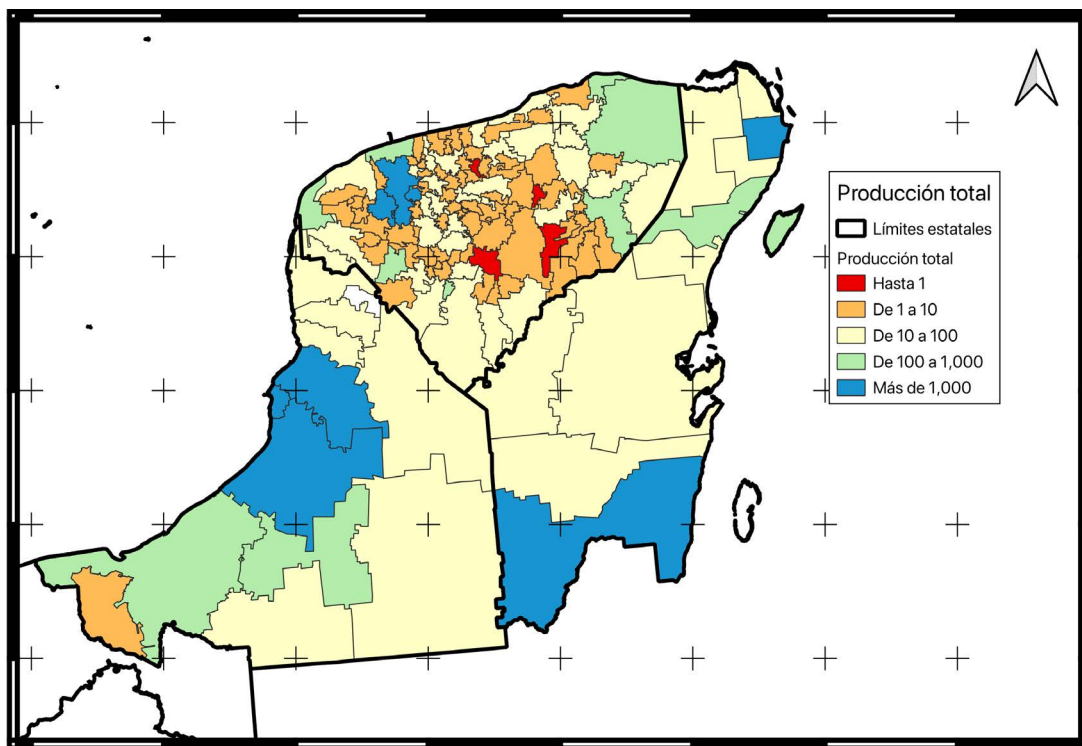 Producción total
Límites estatales
Producción total
Hasta 1
De 1 a 10
De 10 a 100
De 100 a 1,000
Más de 1,000